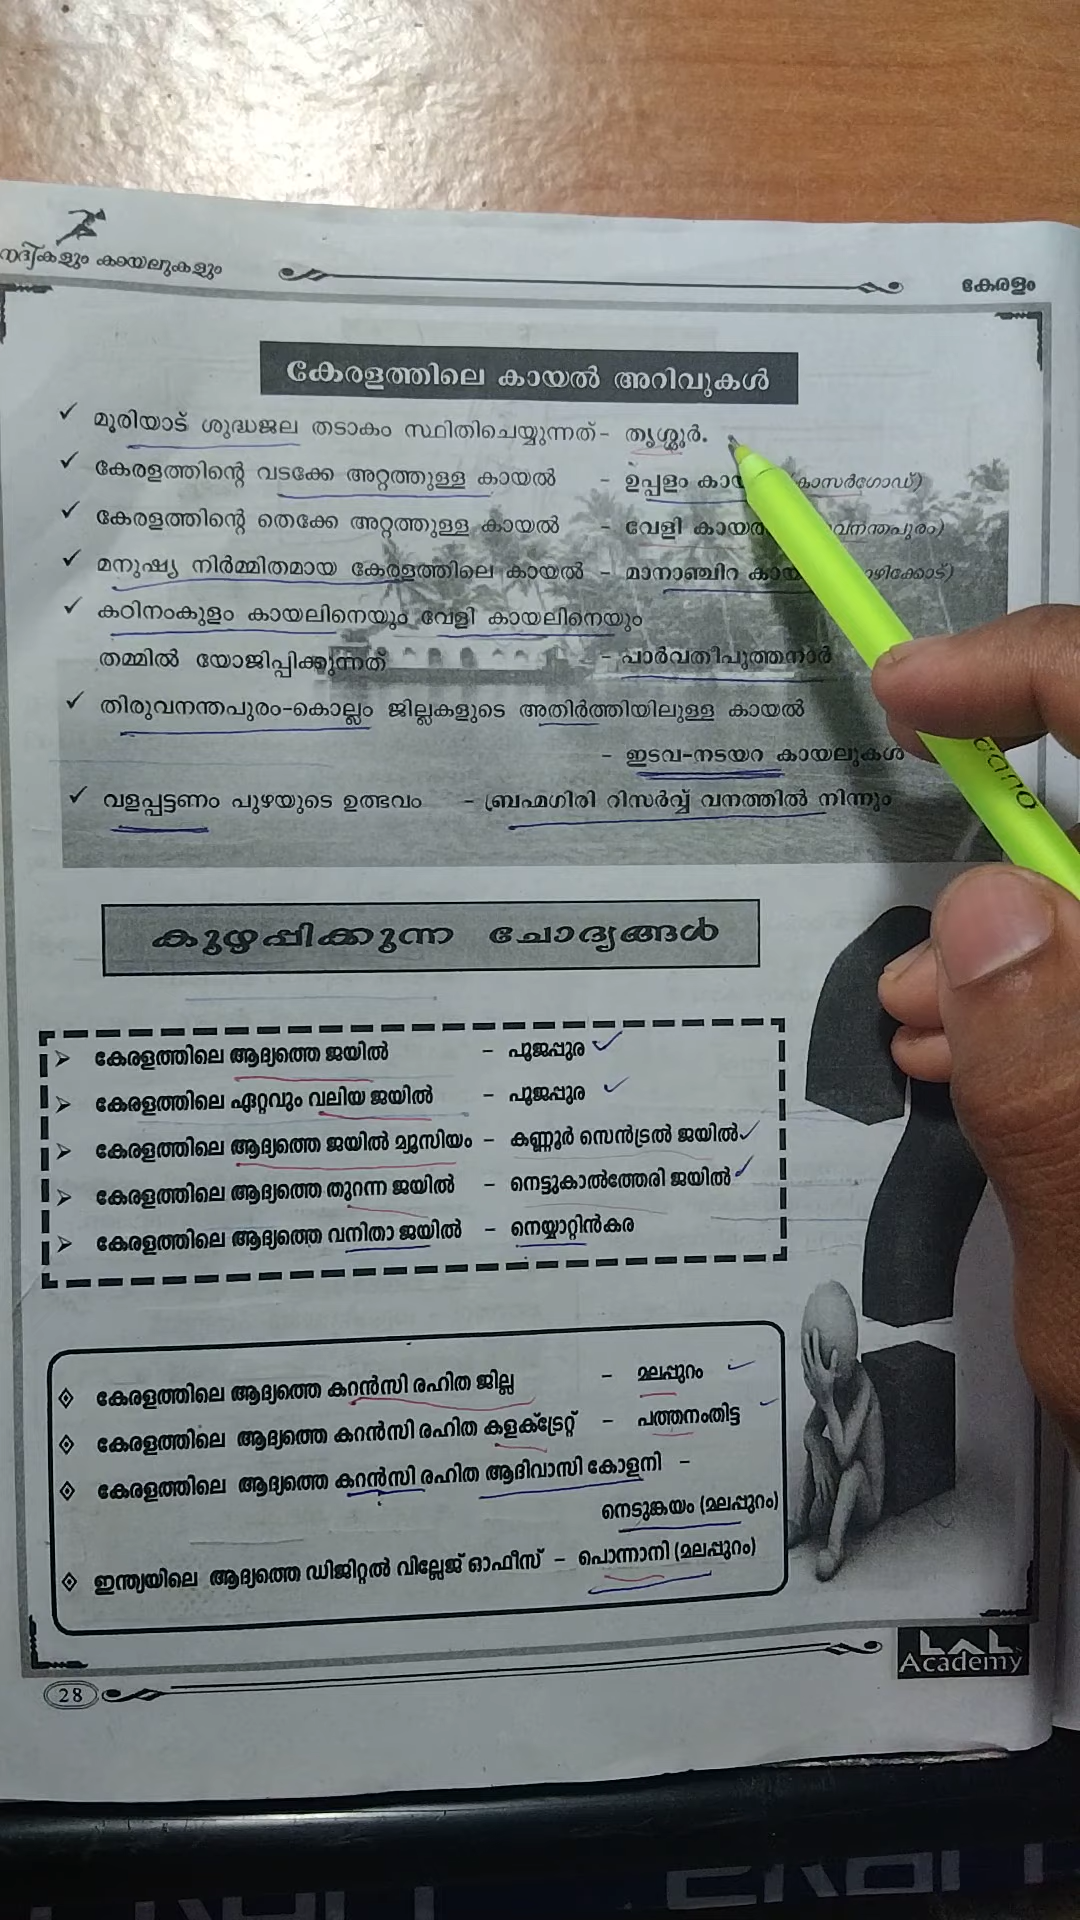 നദികളും കായലുകളും
കേരളം
കേരളത്തിലെ കായൽ അറിവുകൾ
✓ മുരിയാട് ശുദ്ധജല തടാകം സ്ഥിതിചെയ്യുന്നത്- തൃശ്ശൂർ.
✓ കേരളത്തിന്റെ വടക്കേ അറ്റത്തുള്ള കായൽ - ഉപ്പളം (കാസർഗോഡ്)
✓ കേരളത്തിന്റെ തെക്കേ അറ്റത്തുള്ള കായൽ - വേളി
✓ മനുഷ്യ നിർമ്മിതമായ കേരളത്തിലെ കായൽ - മാനാഞ്ചിറ
✓ കഠിനംകുളം കായലിനെയും വേളി കായലിനെയും
തമ്മിൽ യോജിപ്പിക്കുന്നത് - പാർവതീപുത്തനാർ
✓ തിരുവനന്തപുരം-കൊല്ലം ജില്ലകളുടെ അതിർത്തിയിലുള്ള കായൽ
- ഇടവ-നടയറ കായലുകൾ
✓ വളപ്പട്ടണം പുഴയുടെ ഉത്ഭവം - ബ്രഹ്മഗിരി റിസർവ്വ് വനത്തിൽ നിന്നും
കുഴപ്പിക്കുന്ന ചോദ്യങ്ങൾ
കേരളത്തിലെ ആദ്യത്തെ ജയിൽ - പൂജപ്പുര
കേരളത്തിലെ ഏറ്റവും വലിയ ജയിൽ - പൂജപ്പുര
കേരളത്തിലെ ആദ്യത്തെ ജയിൽ മ്യൂസിയം - കണ്ണൂർ സെൻട്രൽ ജയിൽ
കേരളത്തിലെ ആദ്യത്തെ തുറന്ന ജയിൽ - നെട്ടുകാൽത്തേരി ജയിൽ
കേരളത്തിലെ ആദ്യത്തെ വനിതാ ജയിൽ - നെയ്യാറ്റിൻകര
കേരളത്തിലെ ആദ്യത്തെ കറൻസി രഹിത ജില്ല - മലപ്പുറം
കേരളത്തിലെ ആദ്യത്തെ കറൻസി രഹിത കളക്ട്രേറ്റ് - പത്തനംതിട്ട
കേരളത്തിലെ ആദ്യത്തെ കറൻസി രഹിത ആദിവാസി കോളനി -
നെടുങ്കയം (മലപ്പുറം)
ഇന്ത്യയിലെ ആദ്യത്തെ ഡിജിറ്റൽ വില്ലേജ് ഓഫീസ് - പൊന്നാനി (മലപ്പുറം)
LAL
Academy
28